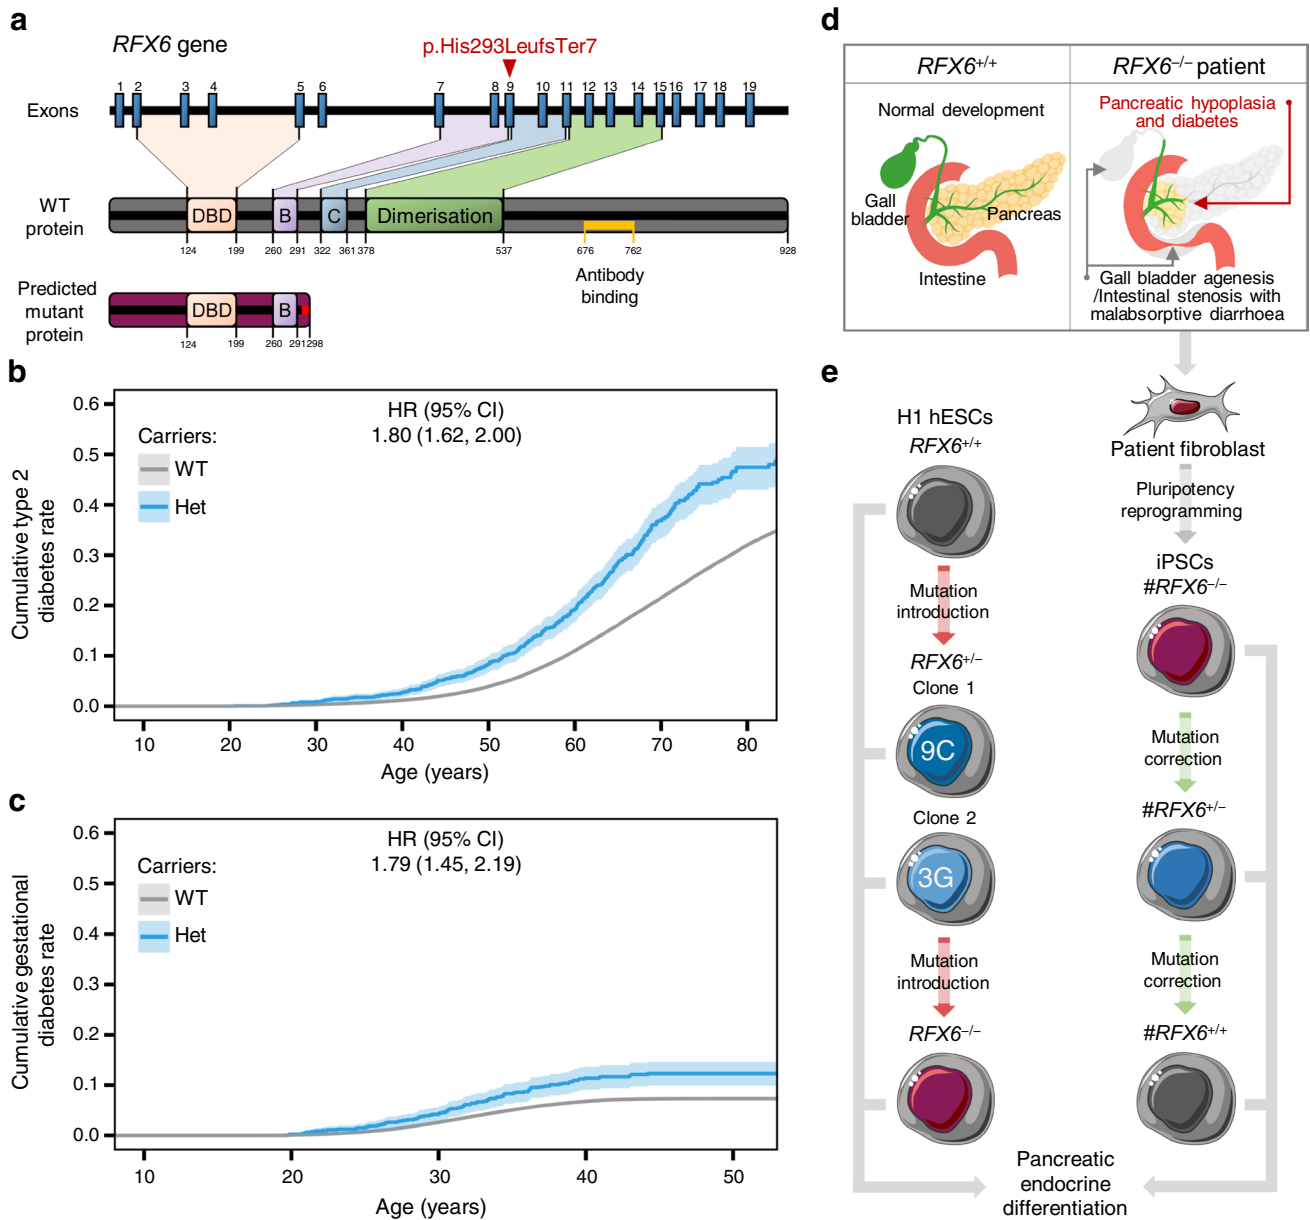 a
RFX6 gene
p.His293LeufsTer7
1 2 3 4 5 6 7 8 9 10 11 12 13 14 15 16 17 18 19
Exons
WT
protein
DBD B C Dimerisation
124 199 260 291 322 361 378 537 676 762 928
Antibody
binding
Predicted
mutant
protein
DBD B
124 199 260 291 298
b
HR (95% CI)
1.80 (1.62, 2.00)
Carriers:
WT
Het
Cumulative type 2
diabetes rate
0.6
0.5
0.4
0.3
0.2
0.1
0.0
10 20 30 40 50 60 70 80
Age (years)
c
HR (95% CI)
1.79 (1.45, 2.19)
Carriers:
WT
Het
Cumulative gestational
diabetes rate
0.6
0.5
0.4
0.3
0.2
0.1
0.0
10 20 30 40 50
Age (years)
d
RFX6+/+
RFX6−/− patient
Normal development
Gall
bladder
Pancreas
Intestine
Pancreatic hypoplasia
and diabetes
Gall bladder agenesis
/Intestinal stenosis with
malabsorptive diarrhoea
e
H1 hESCs
RFX6+/+
Mutation
introduction
RFX6+/−
Clone 1
9C
Clone 2
3G
Mutation
introduction
RFX6−/−
Patient fibroblast
Pluripotency
reprogramming
iPSCs
#RFX6−/−
Mutation
correction
#RFX6+/−
Mutation
correction
#RFX6+/+
Pancreatic
endocrine
differentiation